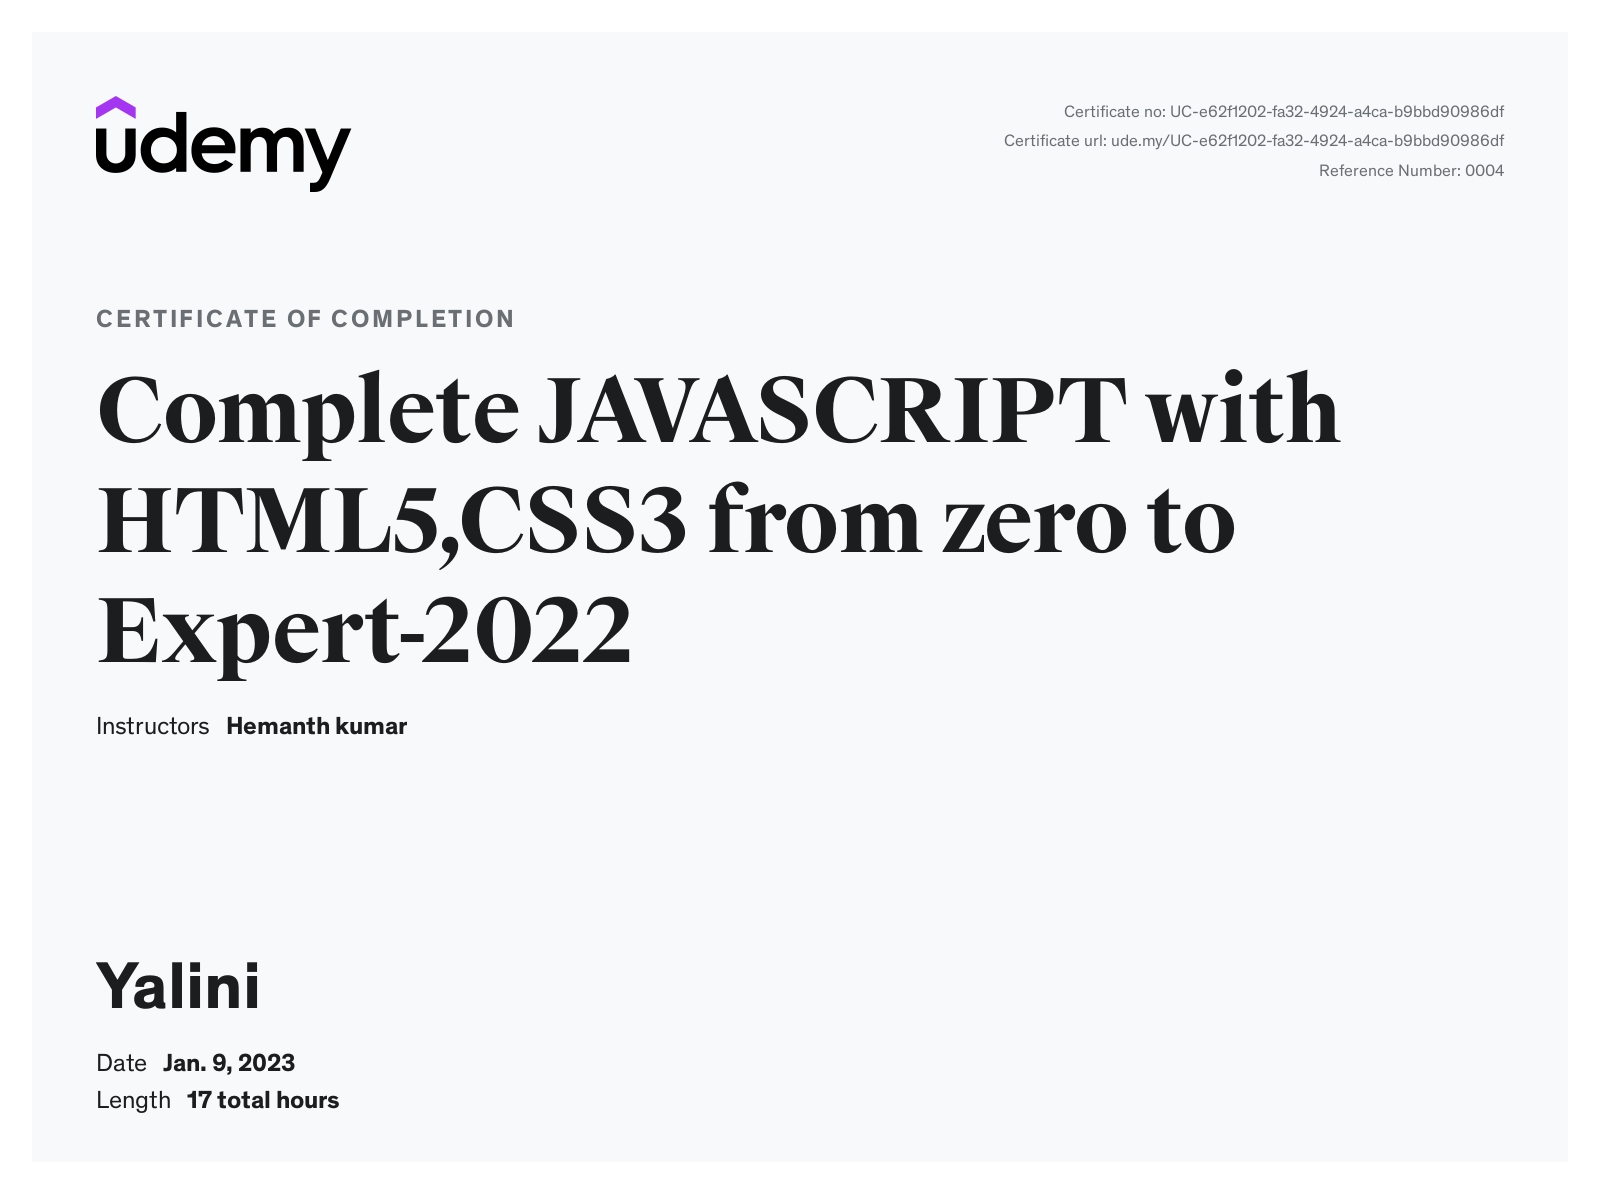 udemy
Certificate no: UC-e62f1202-fa32-4924-a4ca-b9bbd90986df
Certificate url: ude.my/UC-e62f1202-fa32-4924-a4ca-b9bbd90986df
Reference Number: 0004
CERTIFICATE OF COMPLETION
Complete JAVASCRIPT with
HTML5,CSS3 from zero to
Expert-2022
Instructors Hemanth kumar
Yalini
Date Jan. 9, 2023
Length 17 total hours